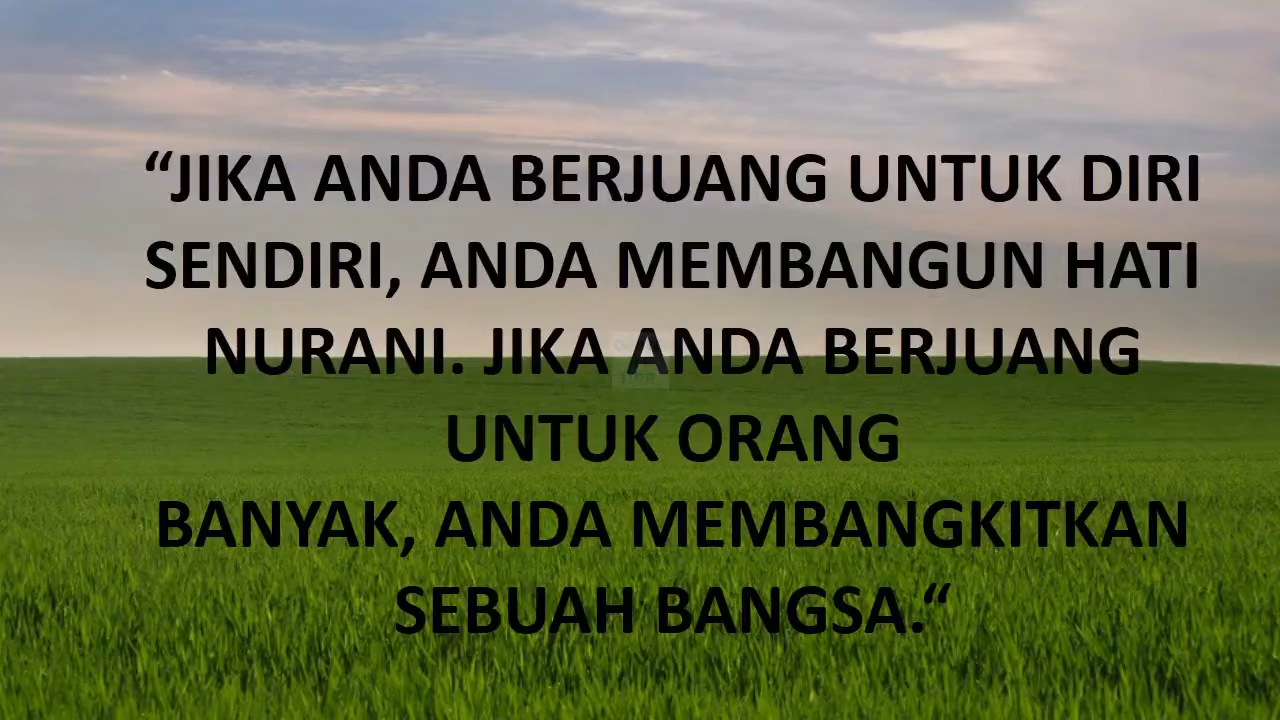 “JIKA ANDA BERJUANG UNTUK DIRI
SENDIRI, ANDA MEMBANGUN HATI
NURANI. JIKA ANDA BERJUANG
UNTUK ORANG
BANYAK, ANDA MEMBANGKITKAN
SEBUAH BANGSA.“